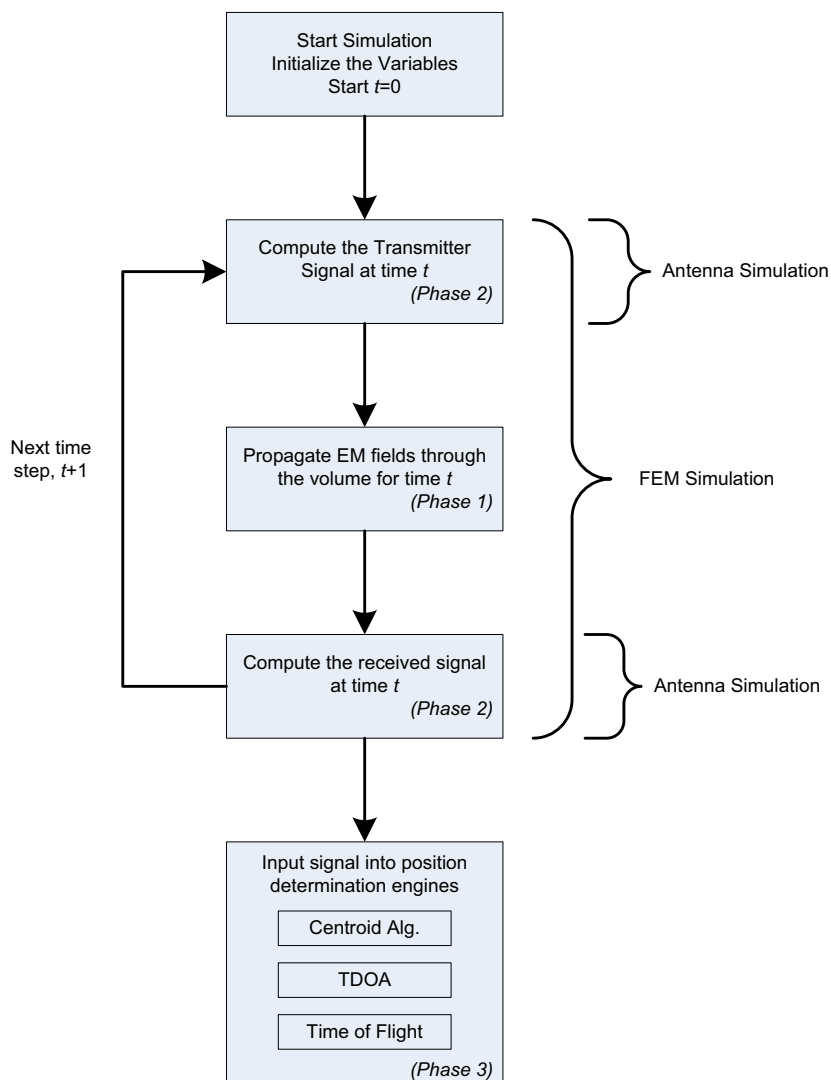 Start Simulation
Initialize the Variables
Start t=0
Compute the Transmitter
Signal at time t
(Phase 2)
Antenna Simulation
Next time
step, t+1
Propagate EM fields through
the volume for time t
(Phase 1)
FEM Simulation
Compute the received signal
at time t
(Phase 2)
Antenna Simulation
Input signal into position
determination engines
Centroid Alg.
TDOA
Time of Flight
(Phase 3)